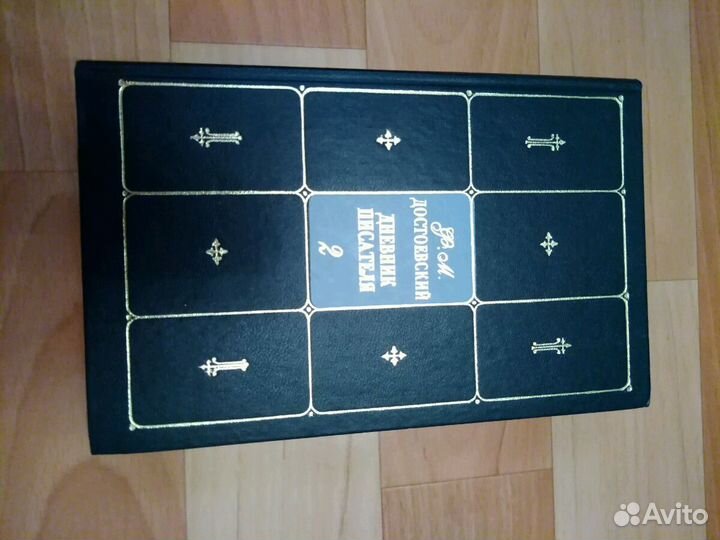 Ф. М.
ДОСТОЕВСКИЙ
ДНЕВНИК
ПИСАТЕЛЯ
2
Avito